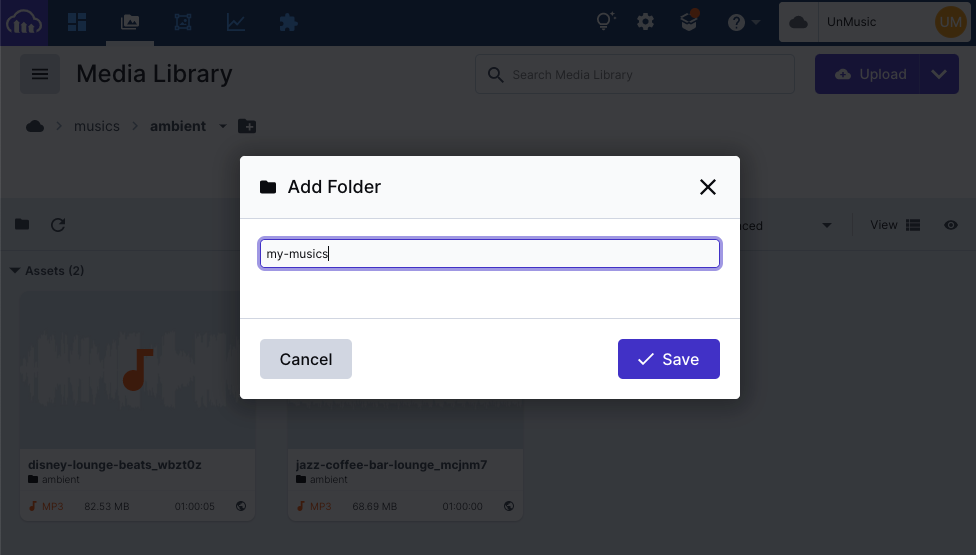 UnMusic
UM
Media Library
Search Media Library
Upload
musics
ambient
Add Folder
View
my-musics
Assets (2)
Cancel
Save
disney-lounge-beats_wbzt0z
ambient
MP3 82.53 MB 01:00:05
jazz-coffee-bar-lounge_mcjnm7
ambient
MP3 68.69 MB 01:00:00